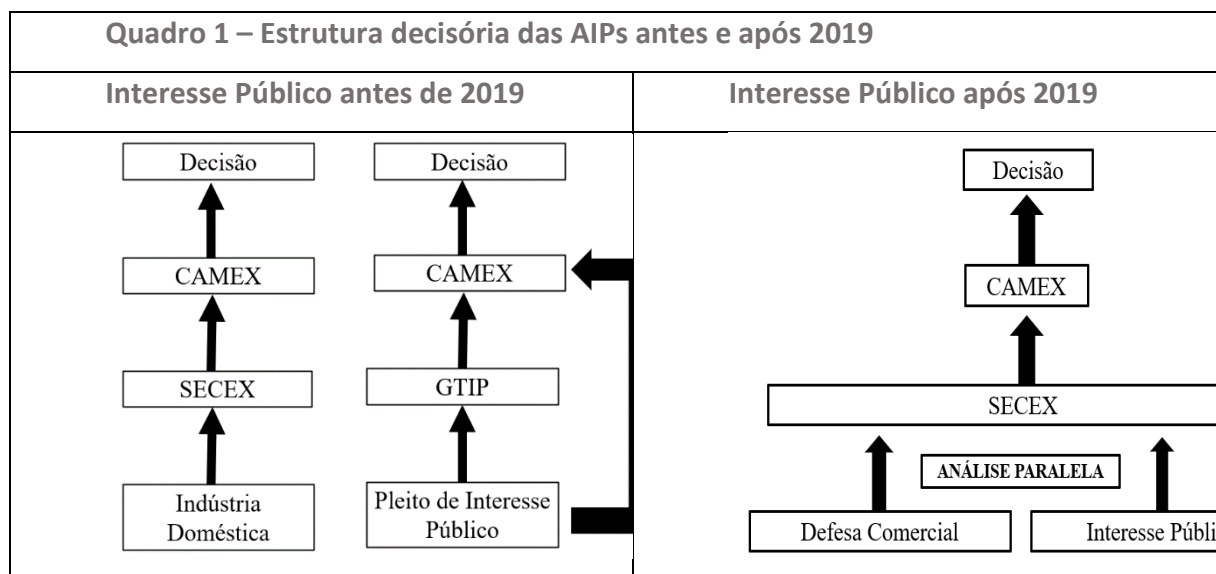 Quadro 1 – Estrutura decisória das AIPs antes e após 2019
Interesse Público antes de 2019
Interesse Público após 2019
Decisão
Decisão
CAMEX
CAMEX
SECEX
GTIP
Indústria
Doméstica
Pleito de Interesse
Público
Decisão
CAMEX
SECEX
ANÁLISE PARALELA
Defesa Comercial
Interesse